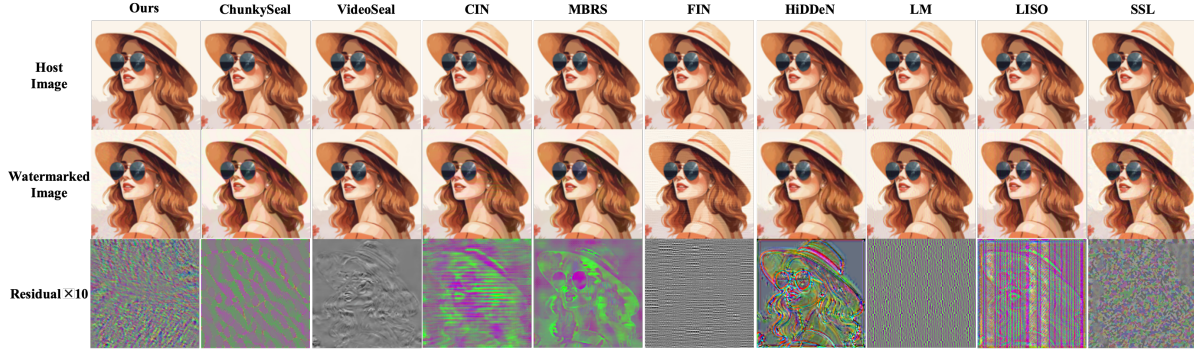 Ours ChunkySeal VideoSeal CIN MBRS FIN HiDDeN LM LISO SSL
Host
Image
Watermarked
Image
Residual×10